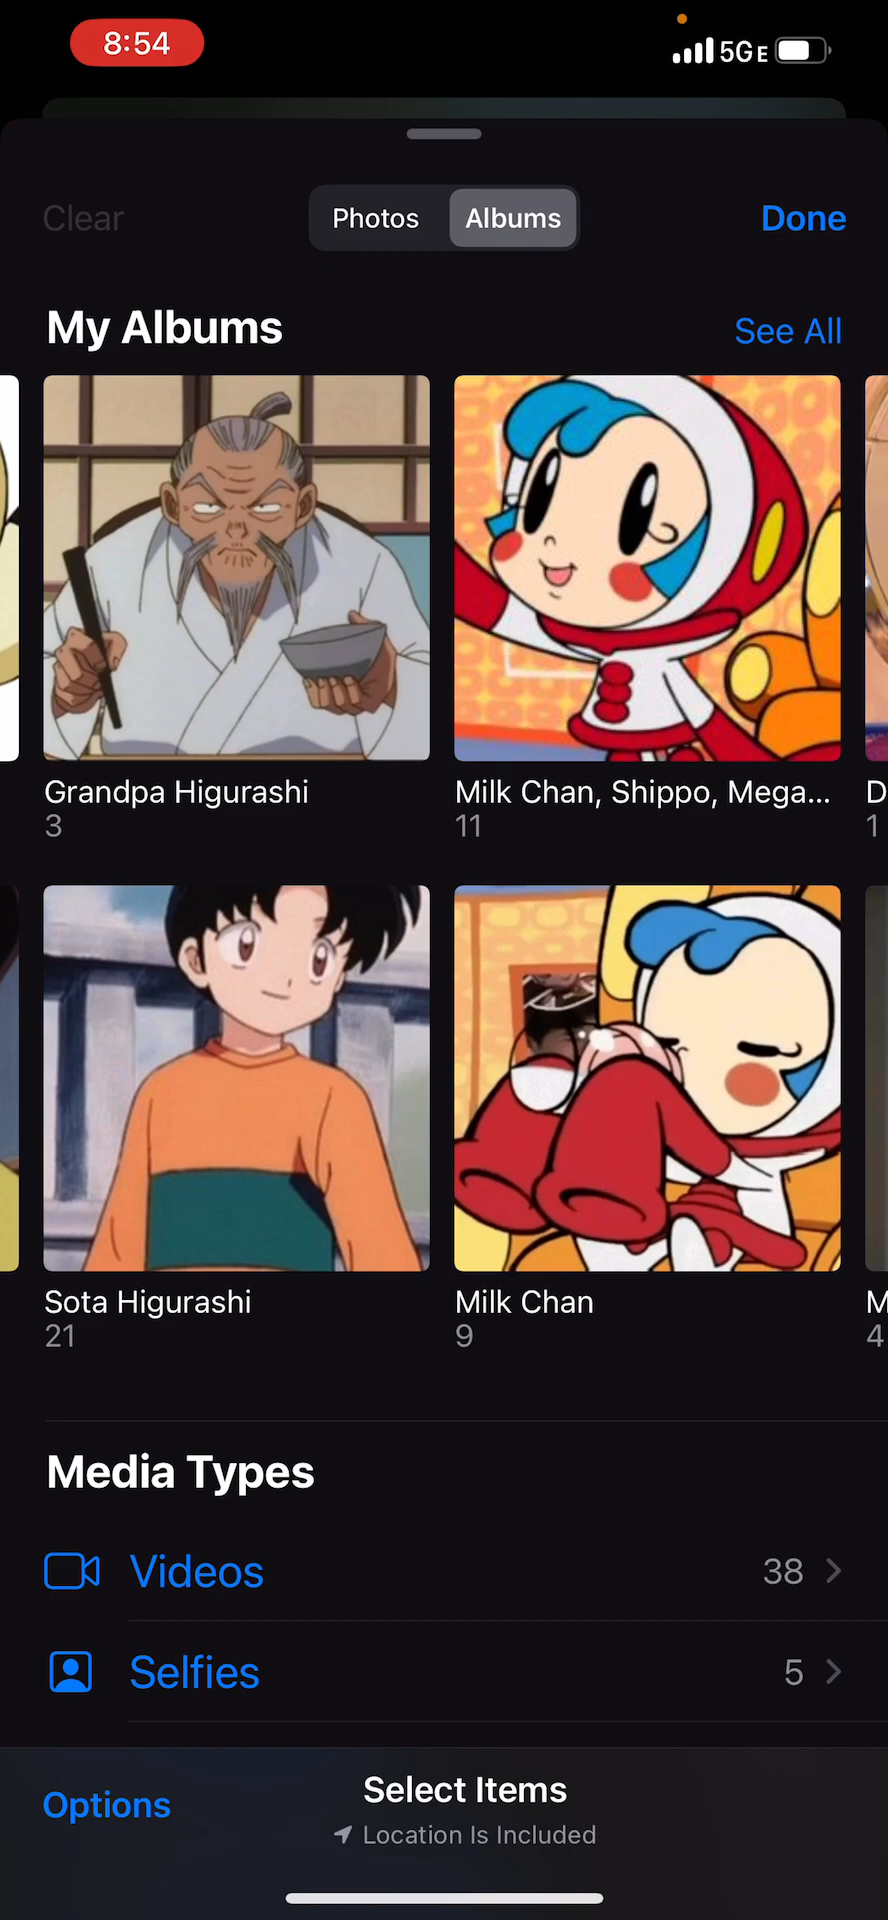 8:54
5GE
Clear
Photos
Albums
Done
My Albums
See All
Grandpa Higurashi
3
Milk Chan, Shippo, Mega...
11
D
1
Sota Higurashi
21
Milk Chan
9
M
4
Media Types
Videos
38
Selfies
5
Options
Select Items
Location Is Included